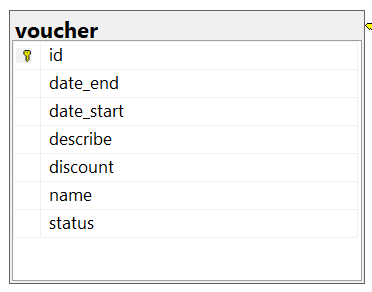 voucher
id
date_end
date_start
describe
discount
name
status